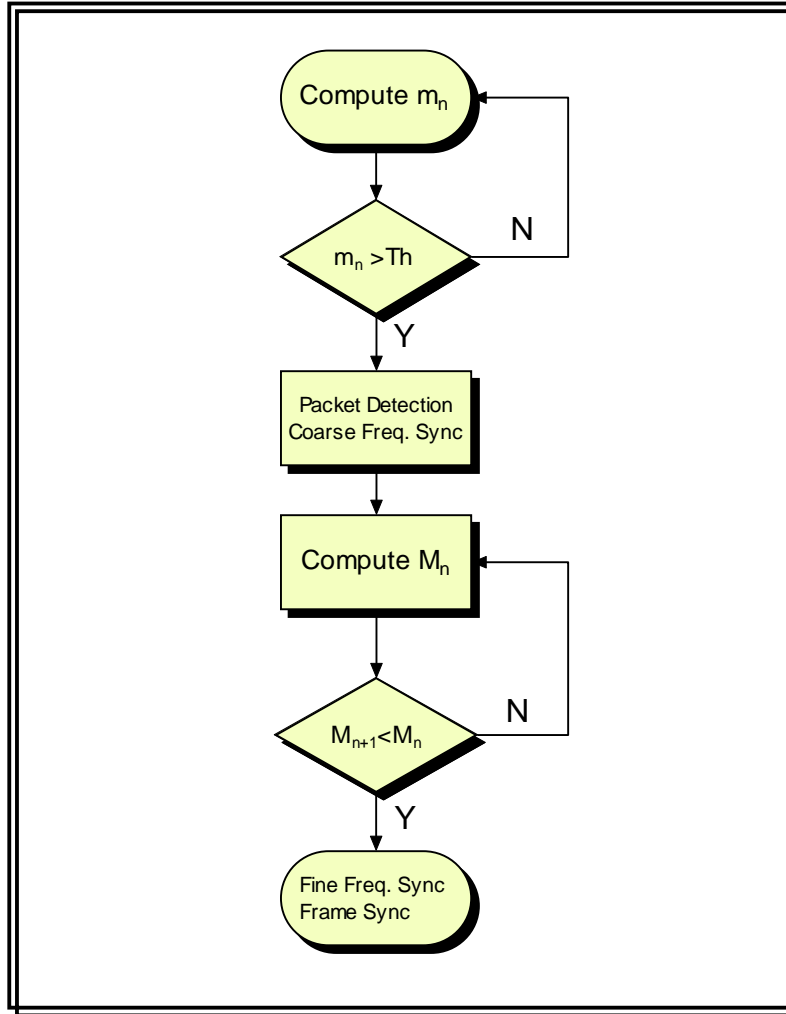 Compute mₙ
mₙ >Th
N
Y
Packet Detection
Coarse Freq. Sync
Compute Mₙ
Mₙ₊₁<Mₙ
N
Y
Fine Freq. Sync
Frame Sync